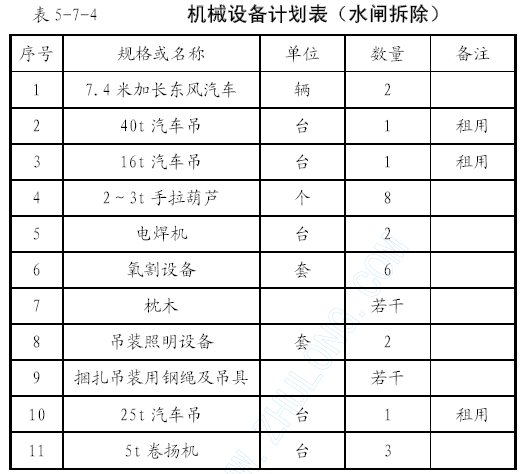 表 5-7-4 机械设备计划表（水闸拆除）
序号 规格或名称 单位 数量 备注
1 7.4 米加长东风汽车 辆 2
2 40t 汽车吊 台 1 租用
3 16t 汽车吊 台 1 租用
4 2～3t 手拉葫芦 个 8
5 电焊机 台 2
6 氧割设备 套 6
7 枕木 若干
8 吊装照明设备 套 2
9 捆扎吊装用钢绳及吊具 若干
10 25t 汽车吊 台 1 租用
11 5t 卷扬机 台 3